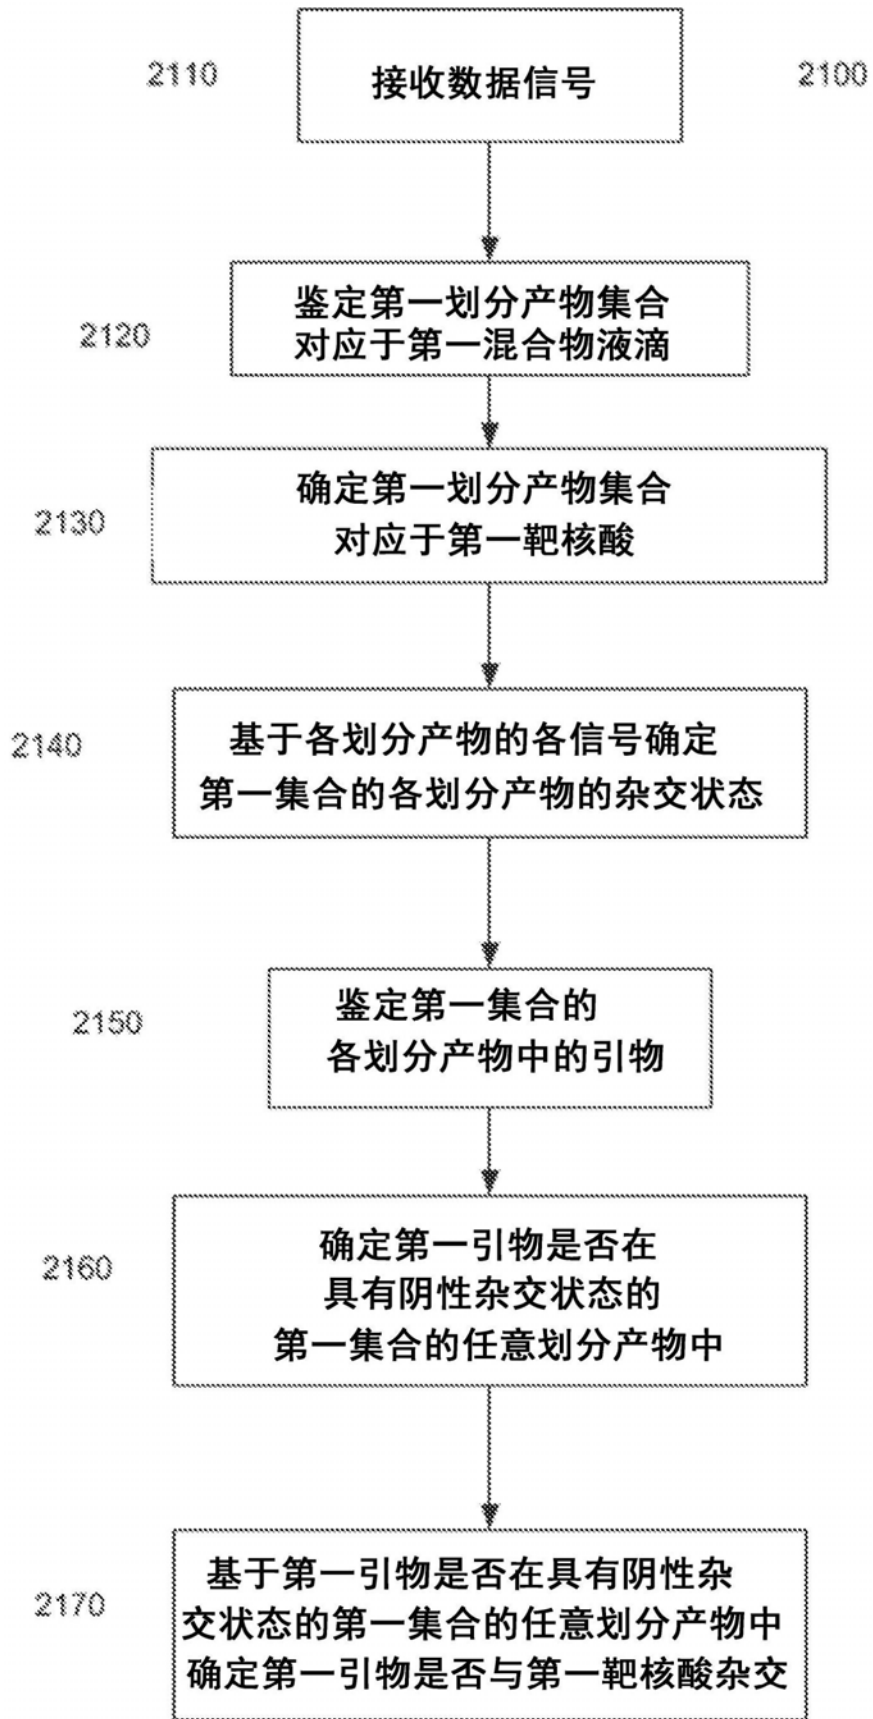 2110
接收数据信号
2100
2120
鉴定第一划分产物集合
对应于第一混合物液滴
2130
确定第一划分产物集合
对应于第一靶核酸
2140
基于各划分产物的各信号确定
第一集合的各划分产物的杂交状态
2150
鉴定第一集合的
各划分产物中的引物
2160
确定第一引物是否在
具有阴性杂交状态的
第一集合的任意划分产物中
2170
基于第一引物是否在具有阴性杂
交状态的第一集合的任意划分产物中
确定第一引物是否与第一靶核酸杂交